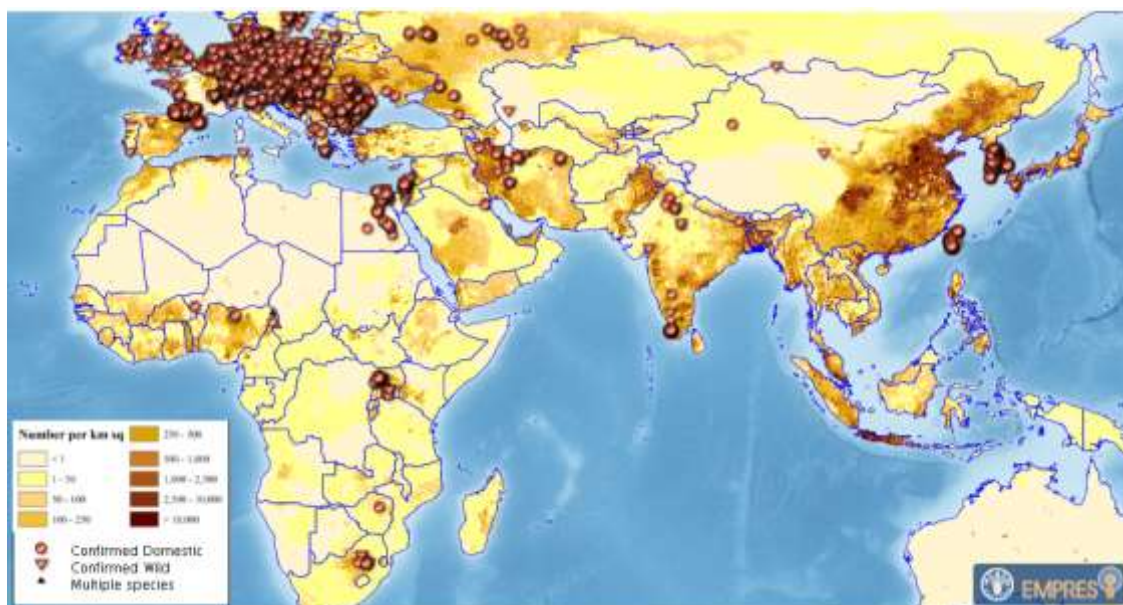 Number per km sq
< 1
1 - 50
50 - 100
100 - 250
250 - 500
500 - 1,000
1,000 - 2,500
2,500 - 10,000
> 10,000
Confirmed Domestic
Confirmed Wild
Multiple species
EMPRES